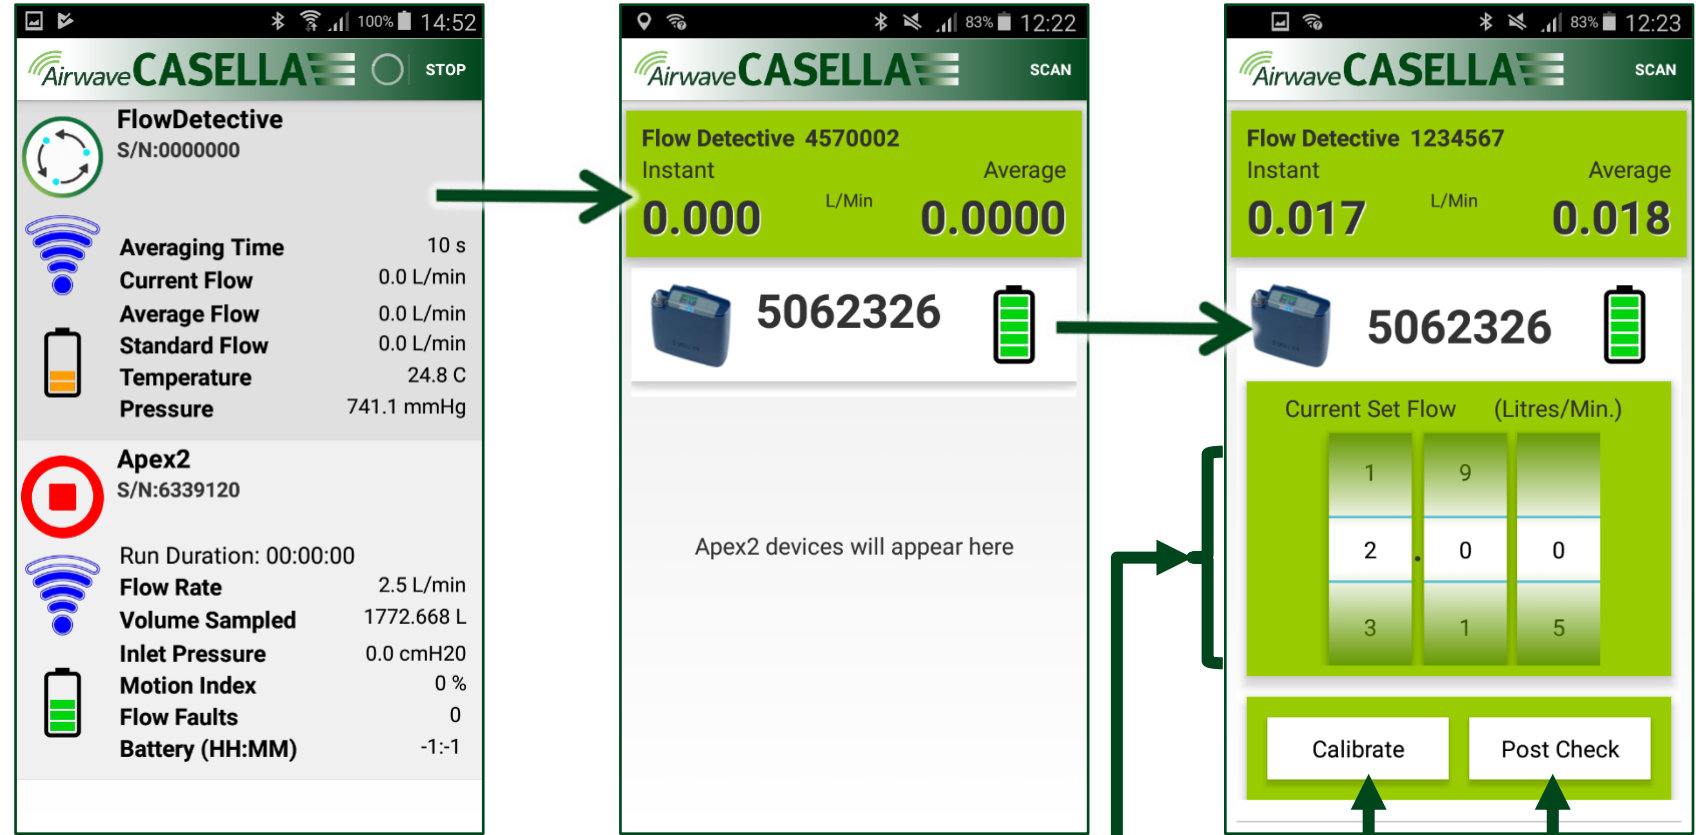 100% 14:52
Airwave CASELLA STOP
FlowDetective
S/N:0000000
Averaging Time 10 s
Current Flow 0.0 L/min
Average Flow 0.0 L/min
Standard Flow 0.0 L/min
Temperature 24.8 C
Pressure 741.1 mmHg
Apex2
S/N:6339120
Run Duration: 00:00:00
Flow Rate 2.5 L/min
Volume Sampled 1772.668 L
Inlet Pressure 0.0 cmH20
Motion Index 0 %
Flow Faults 0
Battery (HH:MM) -1:-1
83% 12:22
Airwave CASELLA SCAN
Flow Detective 4570002
Instant Average
0.000 L/Min 0.0000
5062326
Apex2 devices will appear here
83% 12:23
Airwave CASELLA SCAN
Flow Detective 1234567
Instant Average
0.017 L/Min 0.018
5062326
Current Set Flow (Litres/Min.)
1 9
2 . 0 0
3 1 5
Calibrate Post Check